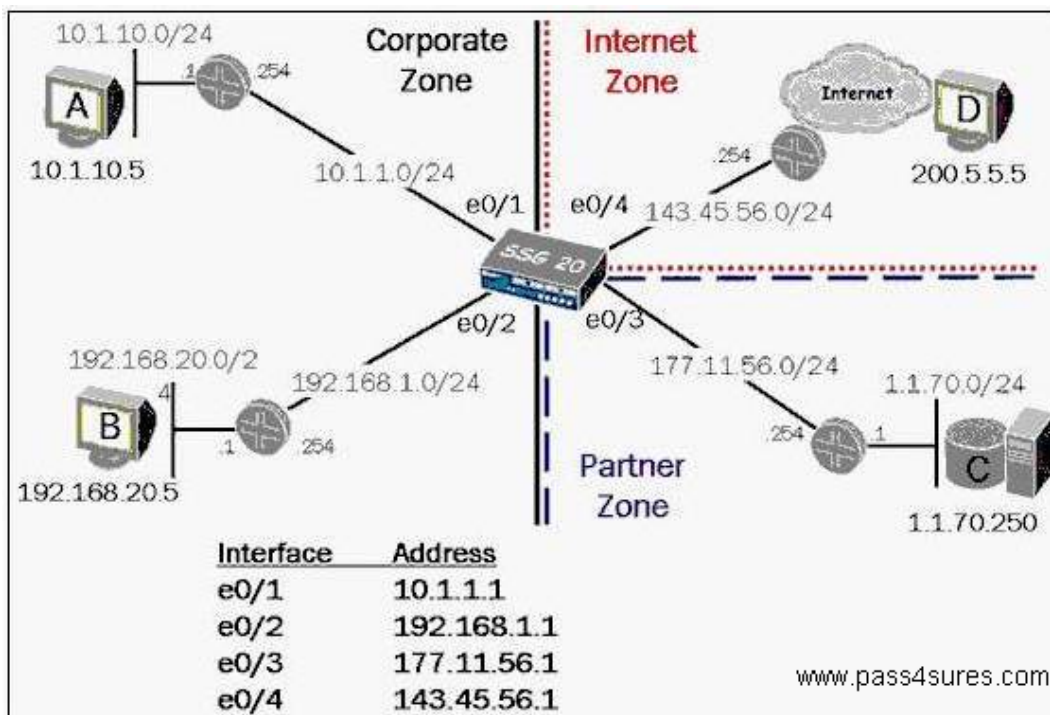 10.1.10.0/24
.1
.254
A
10.1.10.5
10.1.1.0/24
Corporate
Zone
Internet
Zone
Internet
D
200.5.5.5
.254
143.45.56.0/24
e0/1
e0/4
SSG 20
e0/2
e0/3
192.168.20.0/2
4
B
.1
.254
192.168.20.5
192.168.1.0/24
177.11.56.0/24
1.1.70.0/24
.254
.1
C
1.1.70.250
Partner
Zone
Interface Address
e0/1 10.1.1.1
e0/2 192.168.1.1
e0/3 177.11.56.1
e0/4 143.45.56.1
www.pass4sures.com